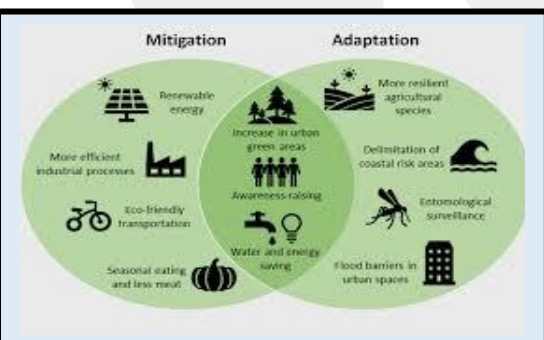 Mitigation
Adaptation
Renewable
energy
More efficient
industrial processes
Eco-friendly
transportation
Seasonal eating
and less meat
Increase in urban
green areas
Awareness-raising
Water and energy
saving
More resilient
agricultural
species
Delimitation of
coastal risk areas
Entomological
surveillance
Flood barriers in
urban spaces